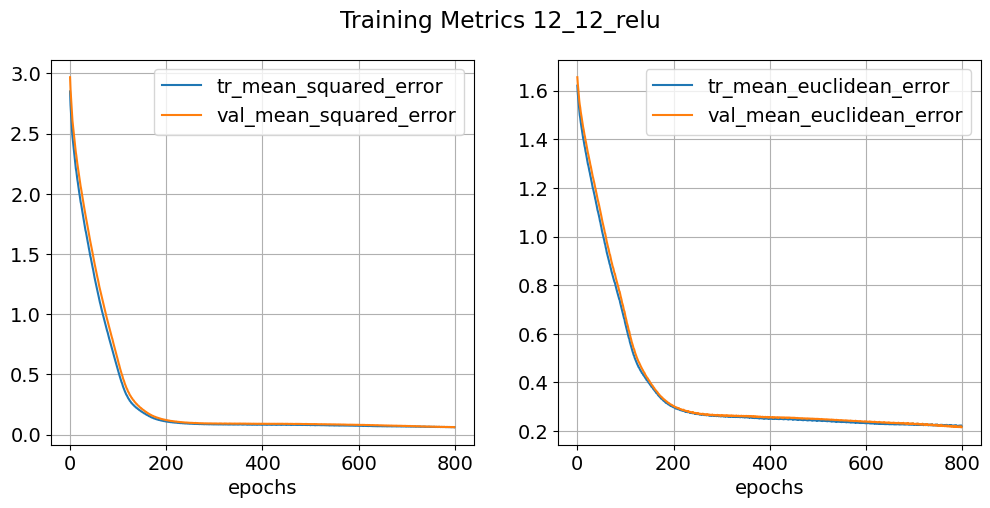 Training Metrics 12_12_relu
tr_mean_squared_error
val_mean_squared_error
3.0
2.5
2.0
1.5
1.0
0.5
0.0
0 200 400 600 800
epochs
tr_mean_euclidean_error
val_mean_euclidean_error
1.6
1.4
1.2
1.0
0.8
0.6
0.4
0.2
0 200 400 600 800
epochs